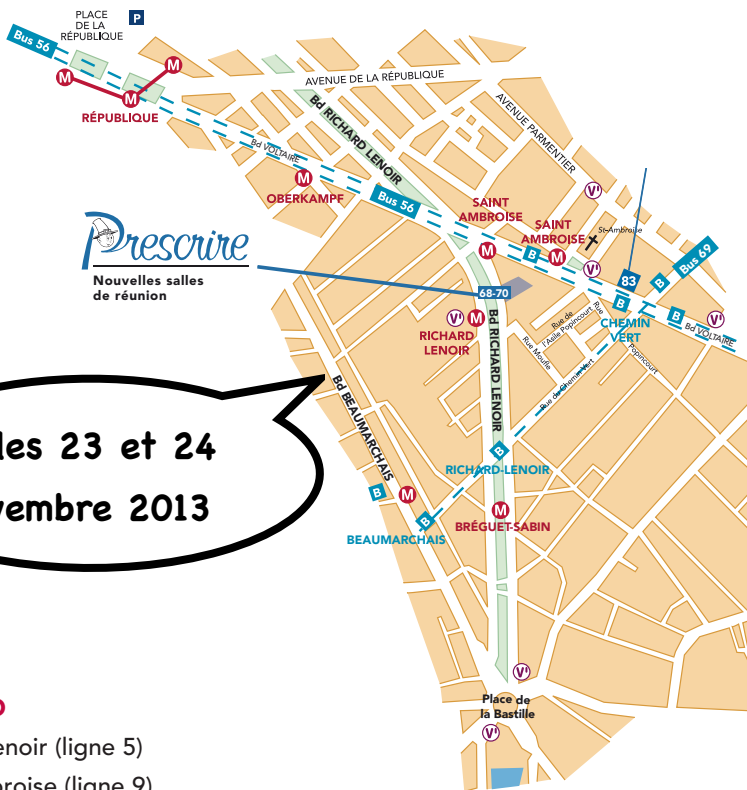 PLACE
DE LA
RÉPUBLIQUE
P
Bus 56
M
M
M
RÉPUBLIQUE
AVENUE DE LA RÉPUBLIQUE
Bd RICHARD LENOIR
AVENUE PARMENTIER
Bd VOLTAIRE
M
OBERKAMPF
Bus 56
SAINT
AMBROISE
M
SAINT
AMBROISE
M
St-Ambroise
V'
V'
B
Bus 69
B
83
B
B
V'
CHEMIN
VERT
Bd VOLTAIRE
Prescrire
Nouvelles salles
de réunion
68-70
V'
M
RICHARD
LENOIR
Bd RICHARD LENOIR
Rue de
l'Asile Popincourt
Rue Moufle
Rue
Popincourt
Rue du Chemin Vert
Bd BEAUMARCHAIS
les 23 et 24
vembre 2013
B
RICHARD-LENOIR
B
M
B
BEAUMARCHAIS
M
BRÉGUET-SABIN
V'
Place de
la Bastille
V'
enoir (ligne 5)
broise (ligne 9)